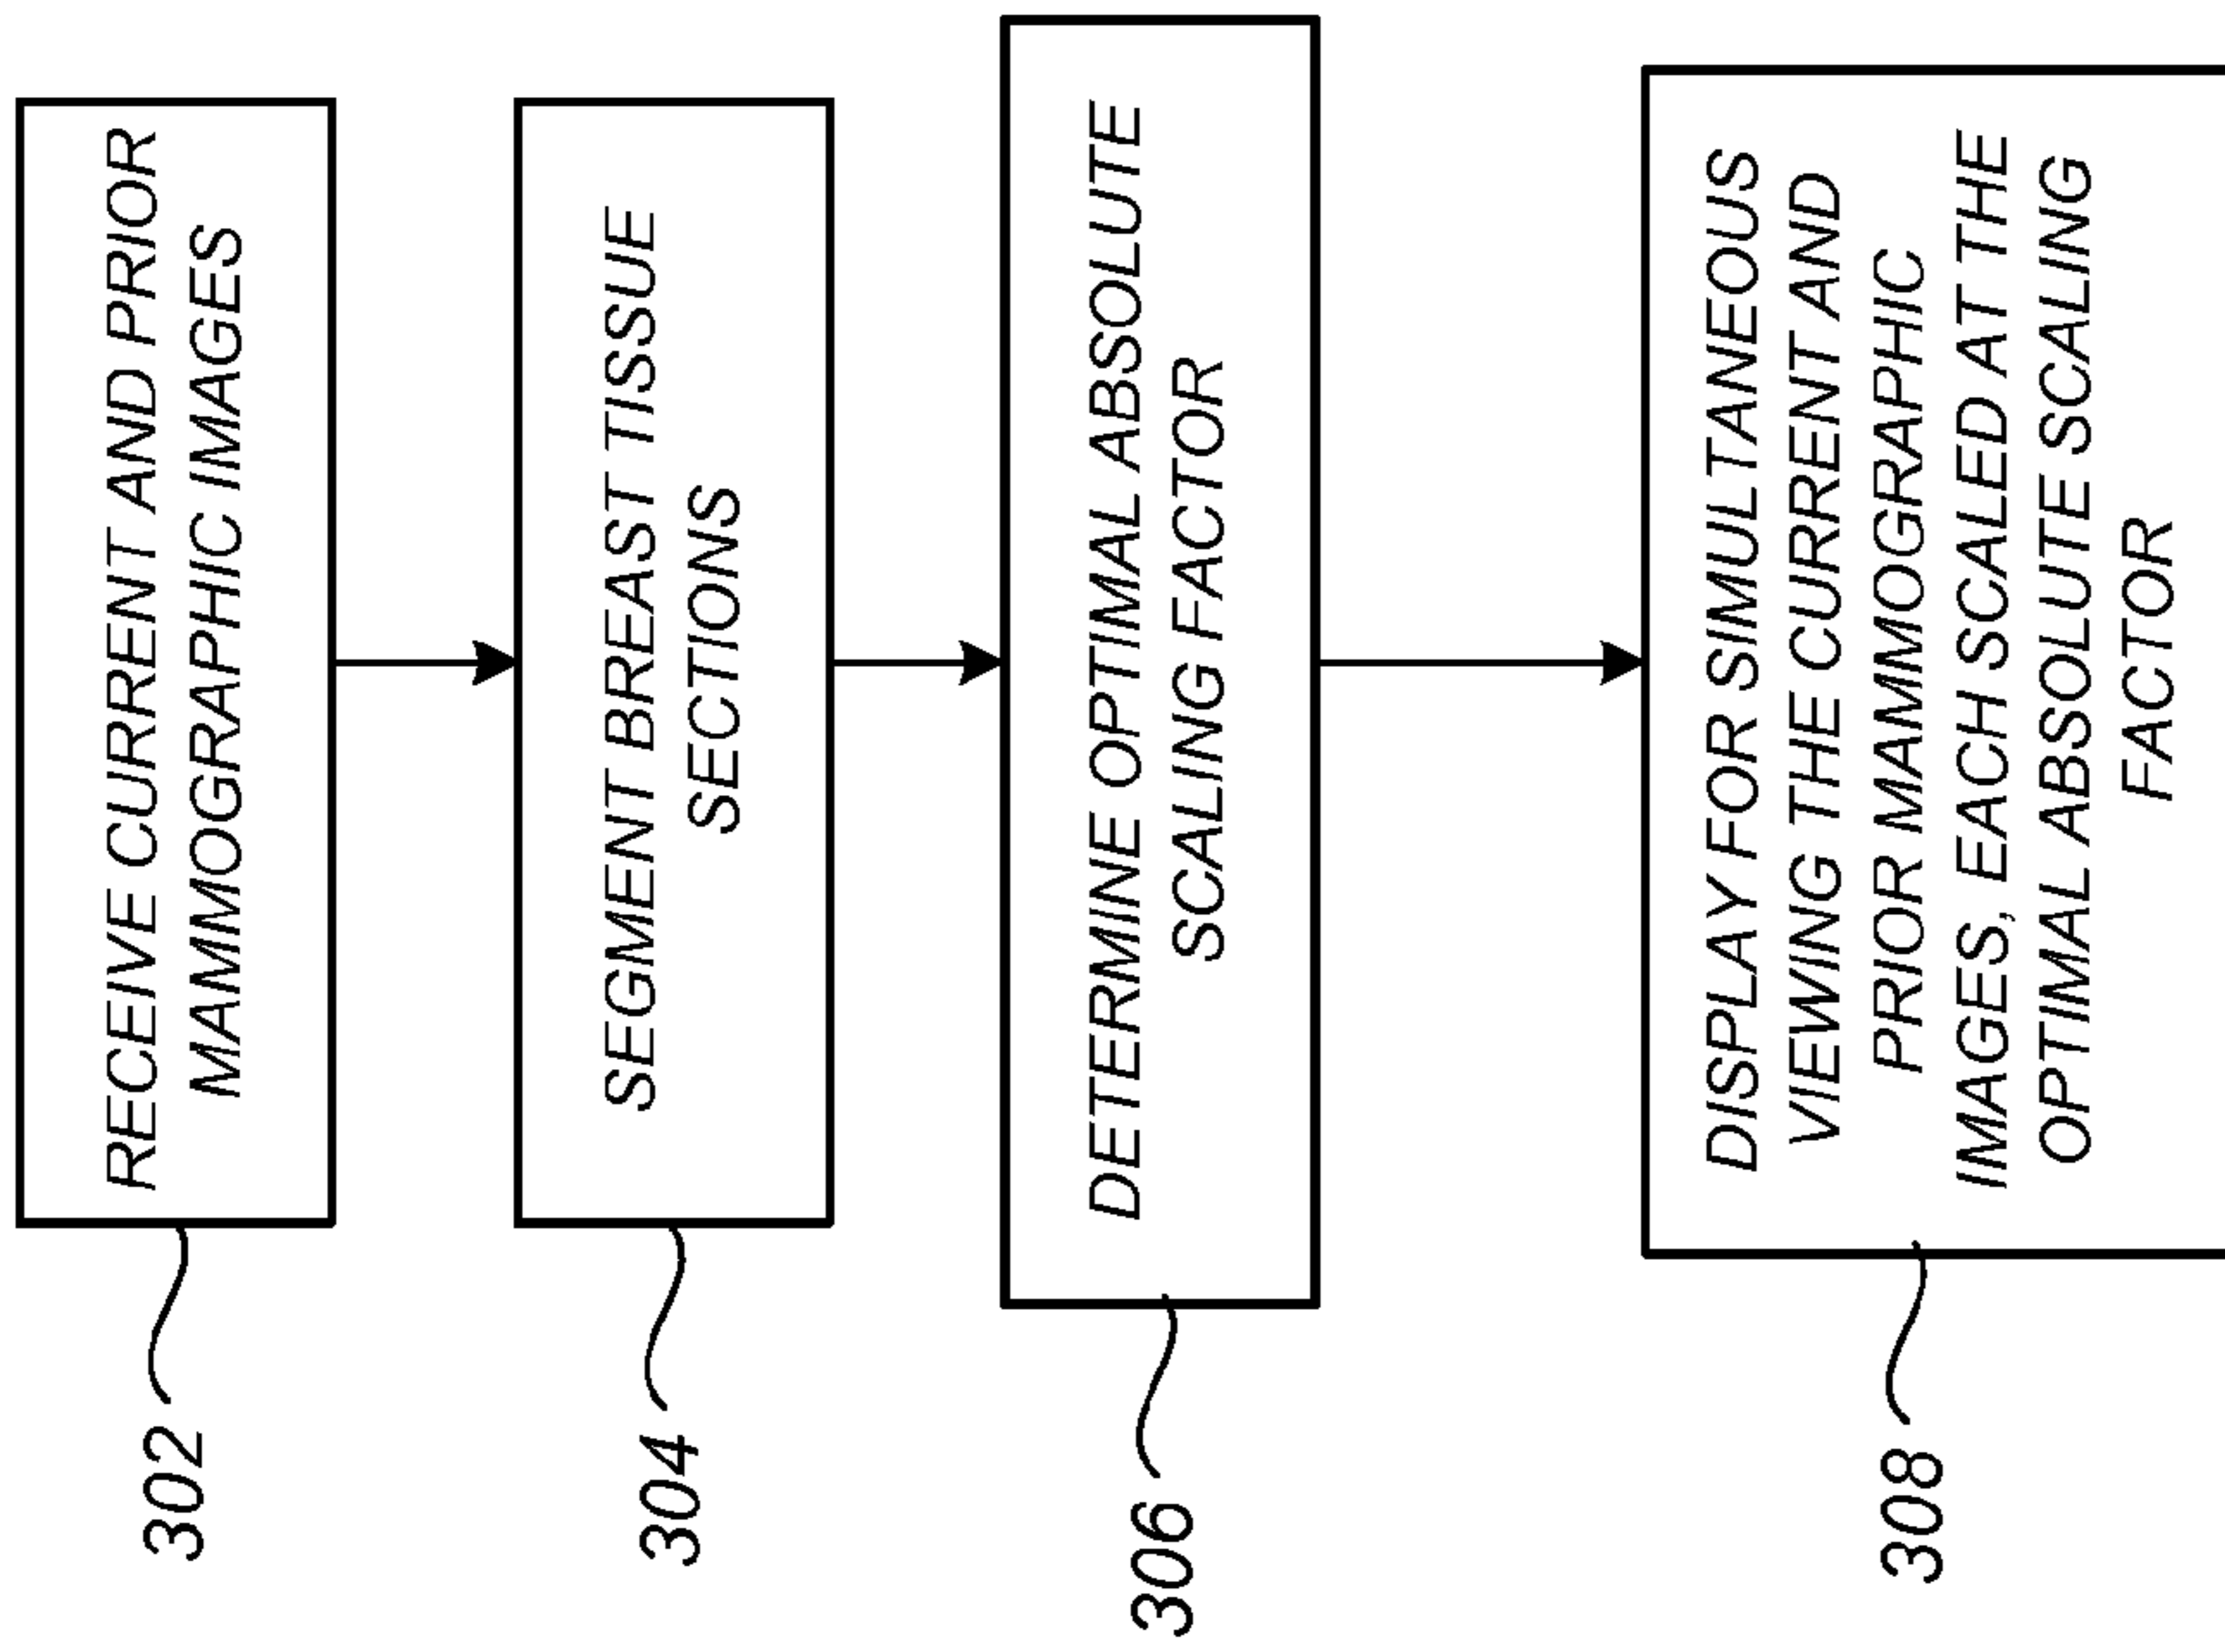 RECEIVE CURRENT AND PRIOR
MAMMOGRAPHIC IMAGES
302
SEGMENT BREAST TISSUE
SECTIONS
304
DETERMINE OPTIMAL ABSOLUTE
SCALING FACTOR
306
DISPLAY FOR SIMULTANEOUS
VIEWING THE CURRENT AND
PRIOR MAMMOGRAPHIC
IMAGES, EACH SCALED AT THE
OPTIMAL ABSOLUTE SCALING
FACTOR
308